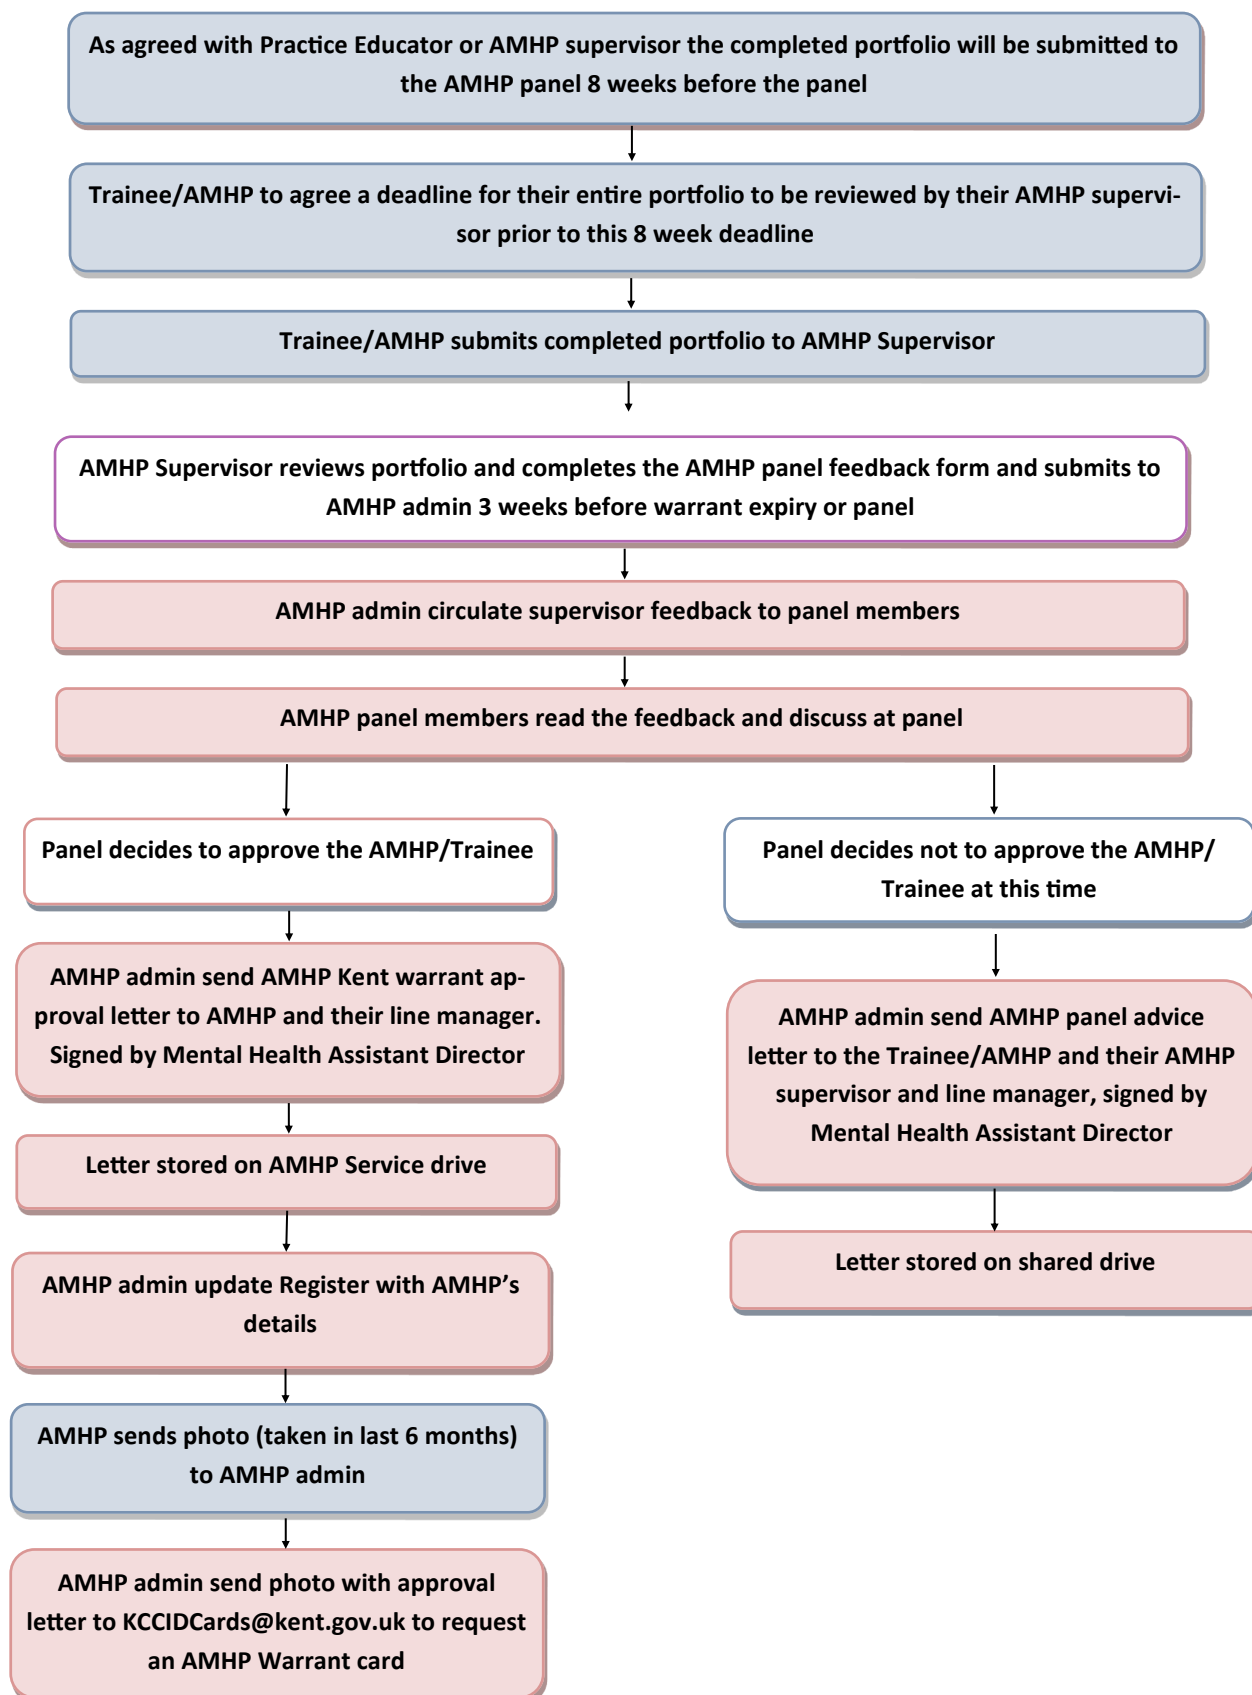 As agreed with Practice Educator or AMHP supervisor the completed portfolio will be submitted to
the AMHP panel 8 weeks before the panel
Trainee/AMHP to agree a deadline for their entire portfolio to be reviewed by their AMHP supervi-
sor prior to this 8 week deadline
Trainee/AMHP submits completed portfolio to AMHP Supervisor
AMHP Supervisor reviews portfolio and completes the AMHP panel feedback form and submits to
AMHP admin 3 weeks before warrant expiry or panel
AMHP admin circulate supervisor feedback to panel members
AMHP panel members read the feedback and discuss at panel
Panel decides to approve the AMHP/Trainee
AMHP admin send AMHP Kent warrant ap-
proval letter to AMHP and their line manager.
Signed by Mental Health Assistant Director
Letter stored on AMHP Service drive
AMHP admin update Register with AMHP's
details
AMHP sends photo (taken in last 6 months)
to AMHP admin
AMHP admin send photo with approval
letter to KCCIDCards@kent.gov.uk to request
an AMHP Warrant card
Panel decides not to approve the AMHP/
Trainee at this time
AMHP admin send AMHP panel advice
letter to the Trainee/AMHP and their AMHP
supervisor and line manager, signed by
Mental Health Assistant Director
Letter stored on shared drive